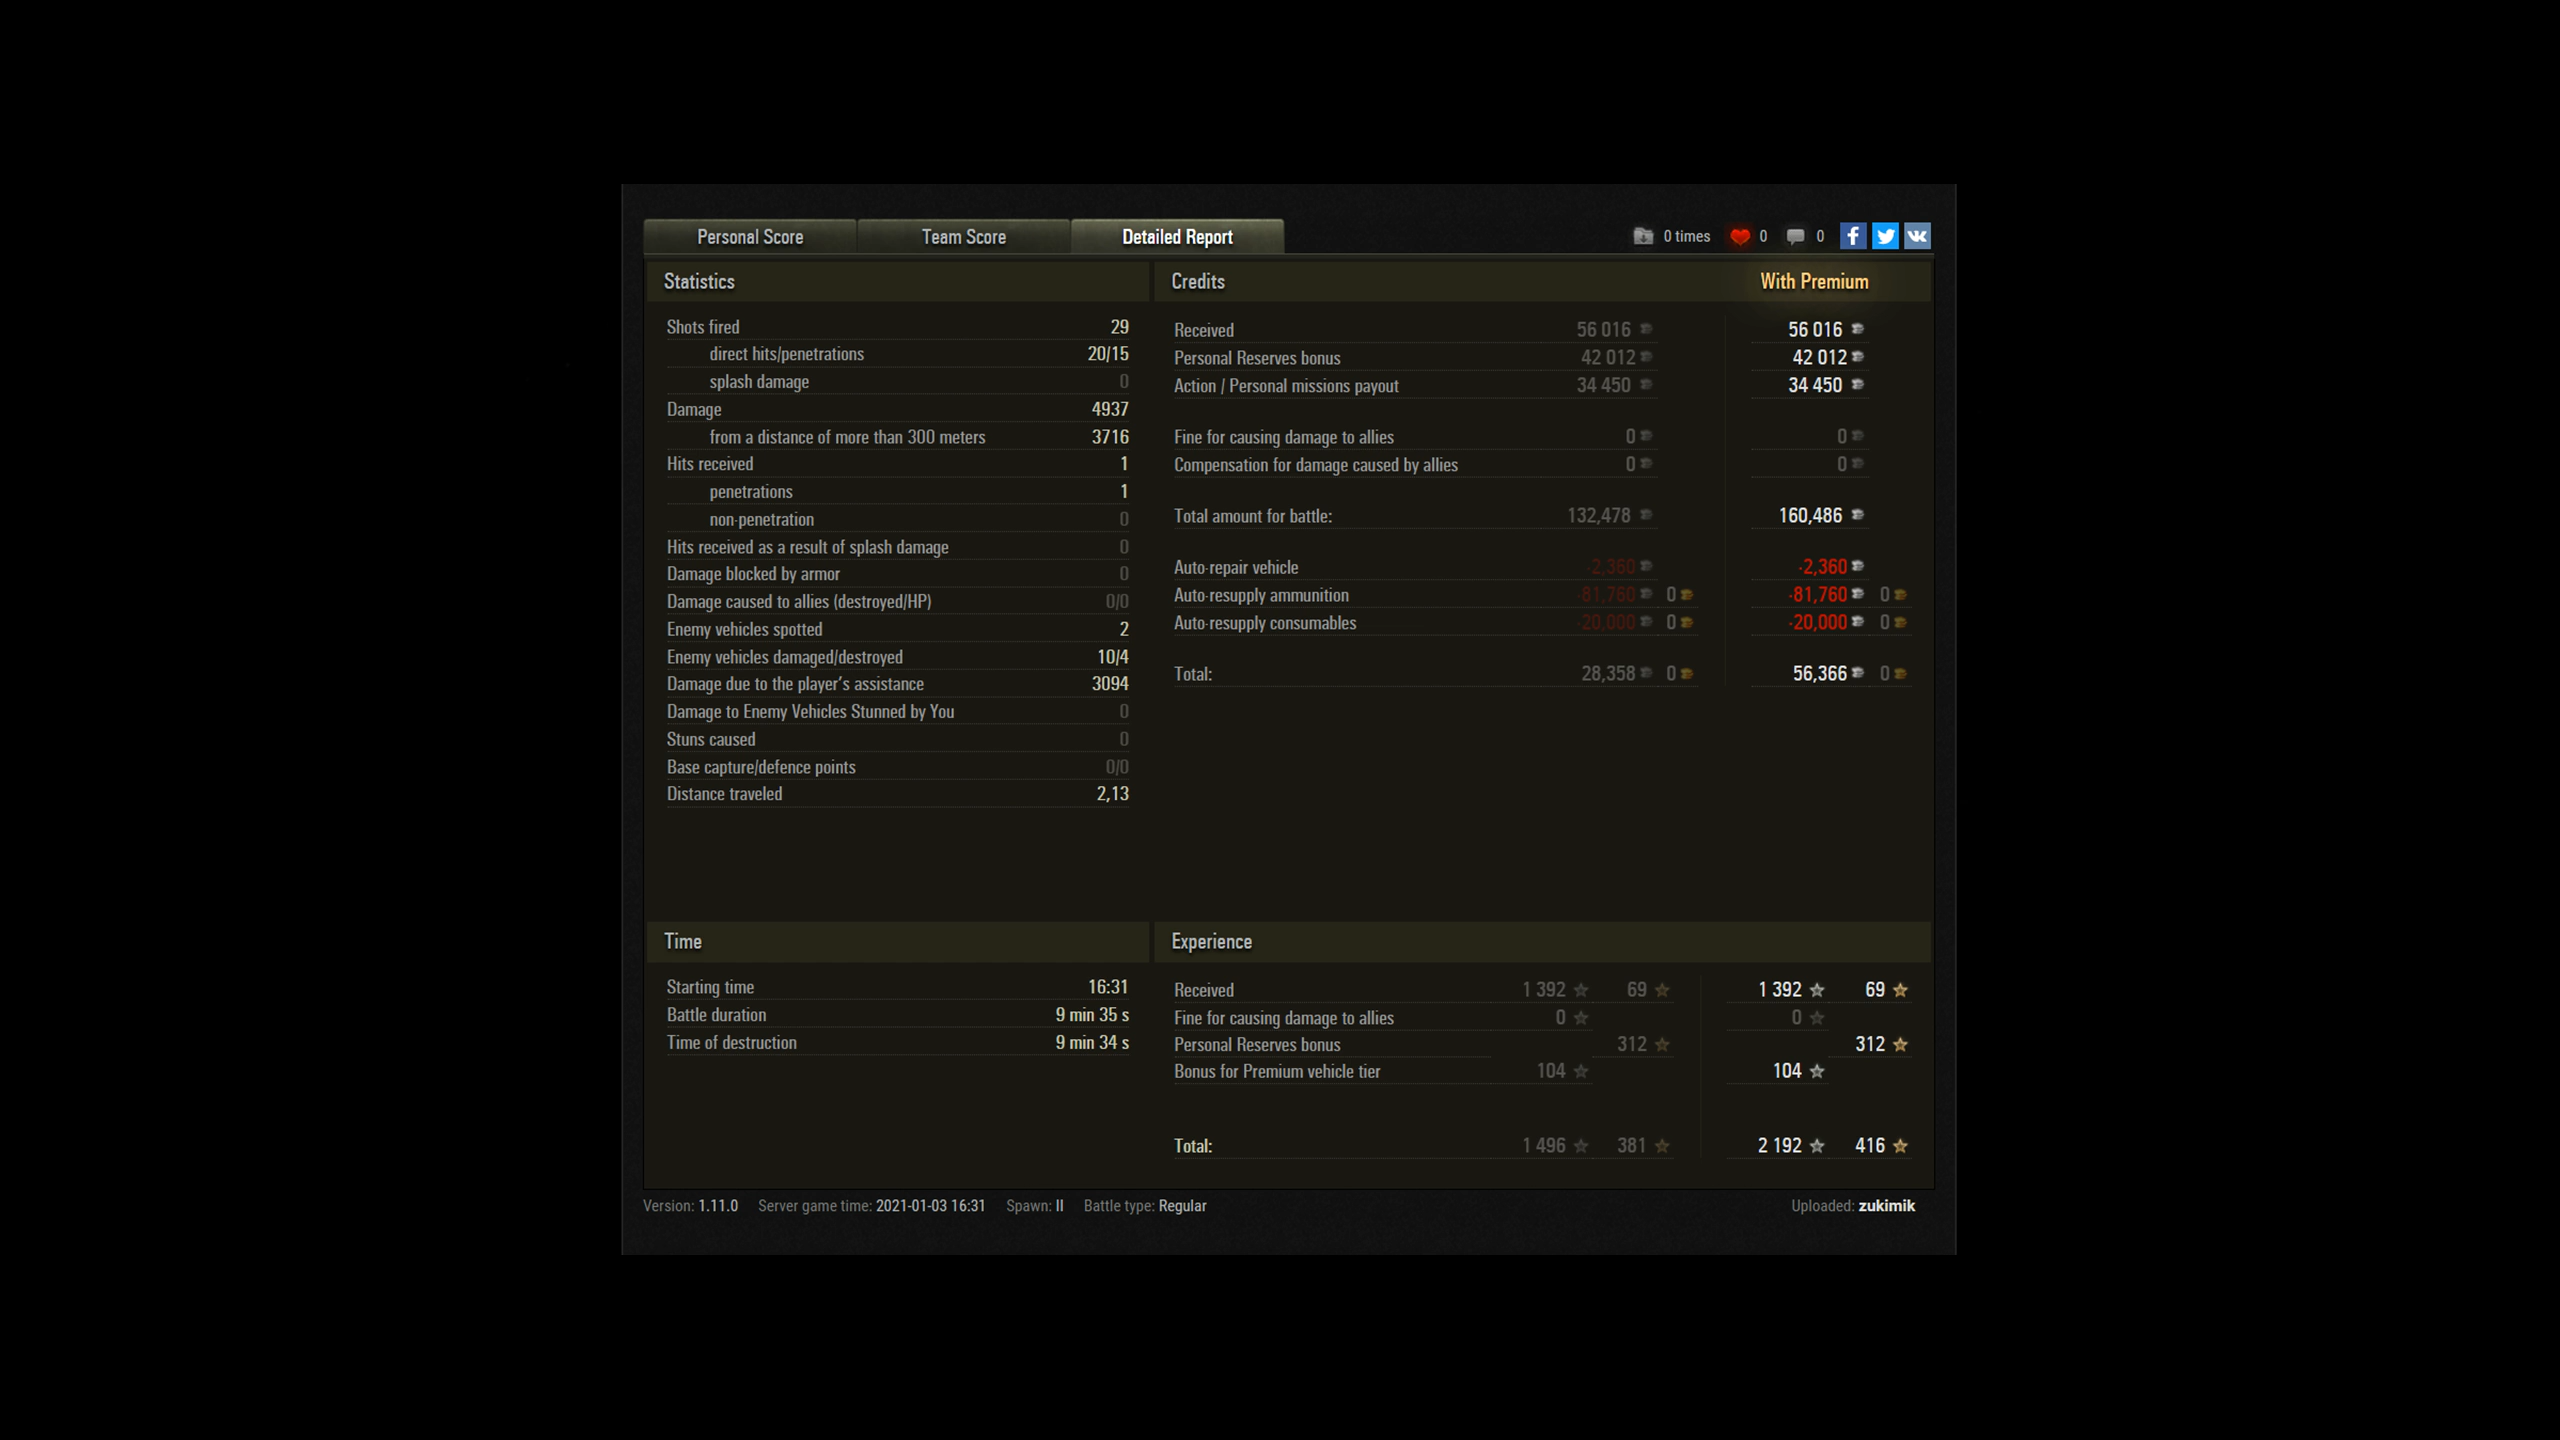 Personal Score Team Score Detailed Report 0 times 0 0
Statistics
Shots fired 29
direct hits/penetrations 20/15
splash damage 0
Damage 4937
from a distance of more than 300 meters 3716
Hits received 1
penetrations 1
non-penetration 0
Hits received as a result of splash damage 0
Damage blocked by armor 0
Damage caused to allies (destroyed/HP) 0/0
Enemy vehicles spotted 2
Enemy vehicles damaged/destroyed 10/4
Damage due to the player's assistance 3094
Damage to Enemy Vehicles Stunned by You 0
Stuns caused 0
Base capture/defence points 0/0
Distance traveled 2,13
Credits With Premium
Received 56 016 56 016
Personal Reserves bonus 42 012 42 012
Action / Personal missions payout 34 450 34 450
Fine for causing damage to allies 0 0
Compensation for damage caused by allies 0 0
Total amount for battle: 132,478 160,486
Auto-repair vehicle -2,360 -2,360
Auto-resupply ammunition -81,760 0 -81,760 0
Auto-resupply consumables -20,000 0 -20,000 0
Total: 28,358 0 56,366 0
Time
Starting time 16:31
Battle duration 9 min 35 s
Time of destruction 9 min 34 s
Experience
Received 1 392 69 1 392 69
Fine for causing damage to allies 0 0
Personal Reserves bonus 312 312
Bonus for Premium vehicle tier 104 104
Total: 1 496 381 2 192 416
Version: 1.11.0 Server game time: 2021-01-03 16:31 Spawn: II Battle type: Regular Uploaded: zukimik